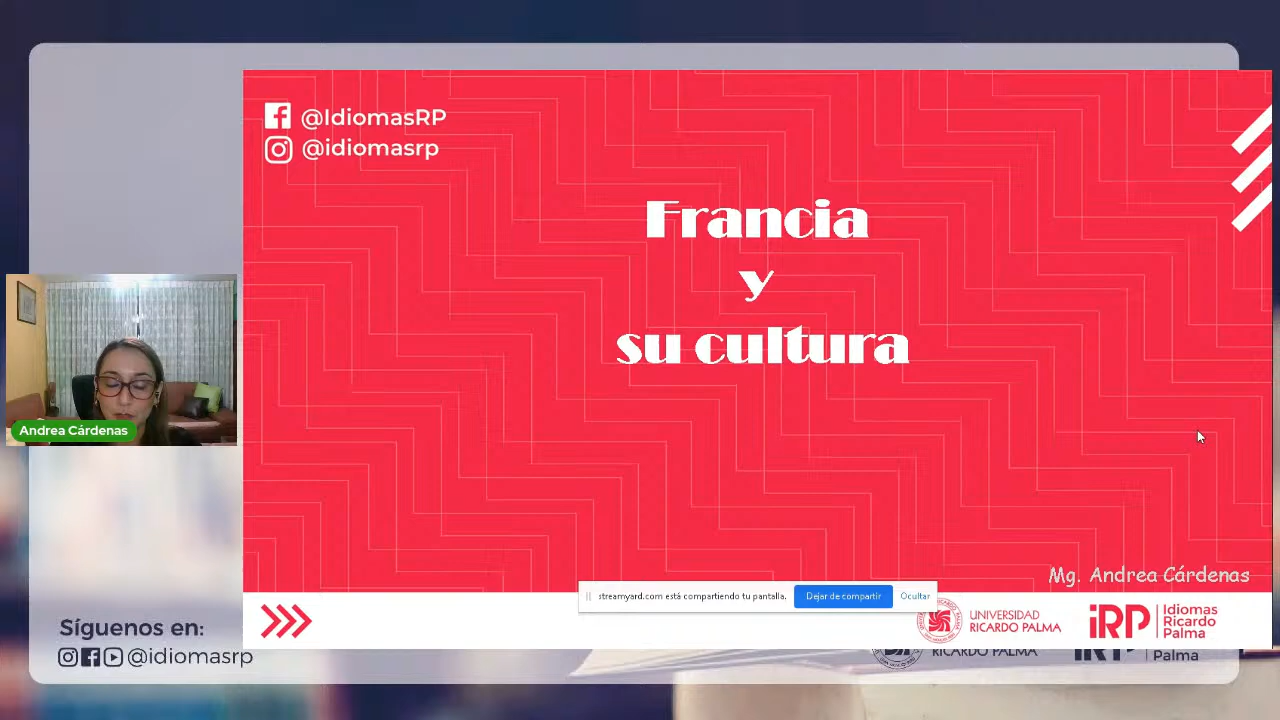 @IdiomasRP
@idiomasrp
Francia
y
su cultura
Andrea Cárdenas
Mg. Andrea Cárdenas
streamyard.com está compartiendo tu pantalla.
Dejar de compartir
Ocultar
UNIVERSIDAD
RICARDO PALMA
iRP
Idiomas
Ricardo
Palma
Síguenos en:
@idiomasrp
RICARDO PALMA
Palma